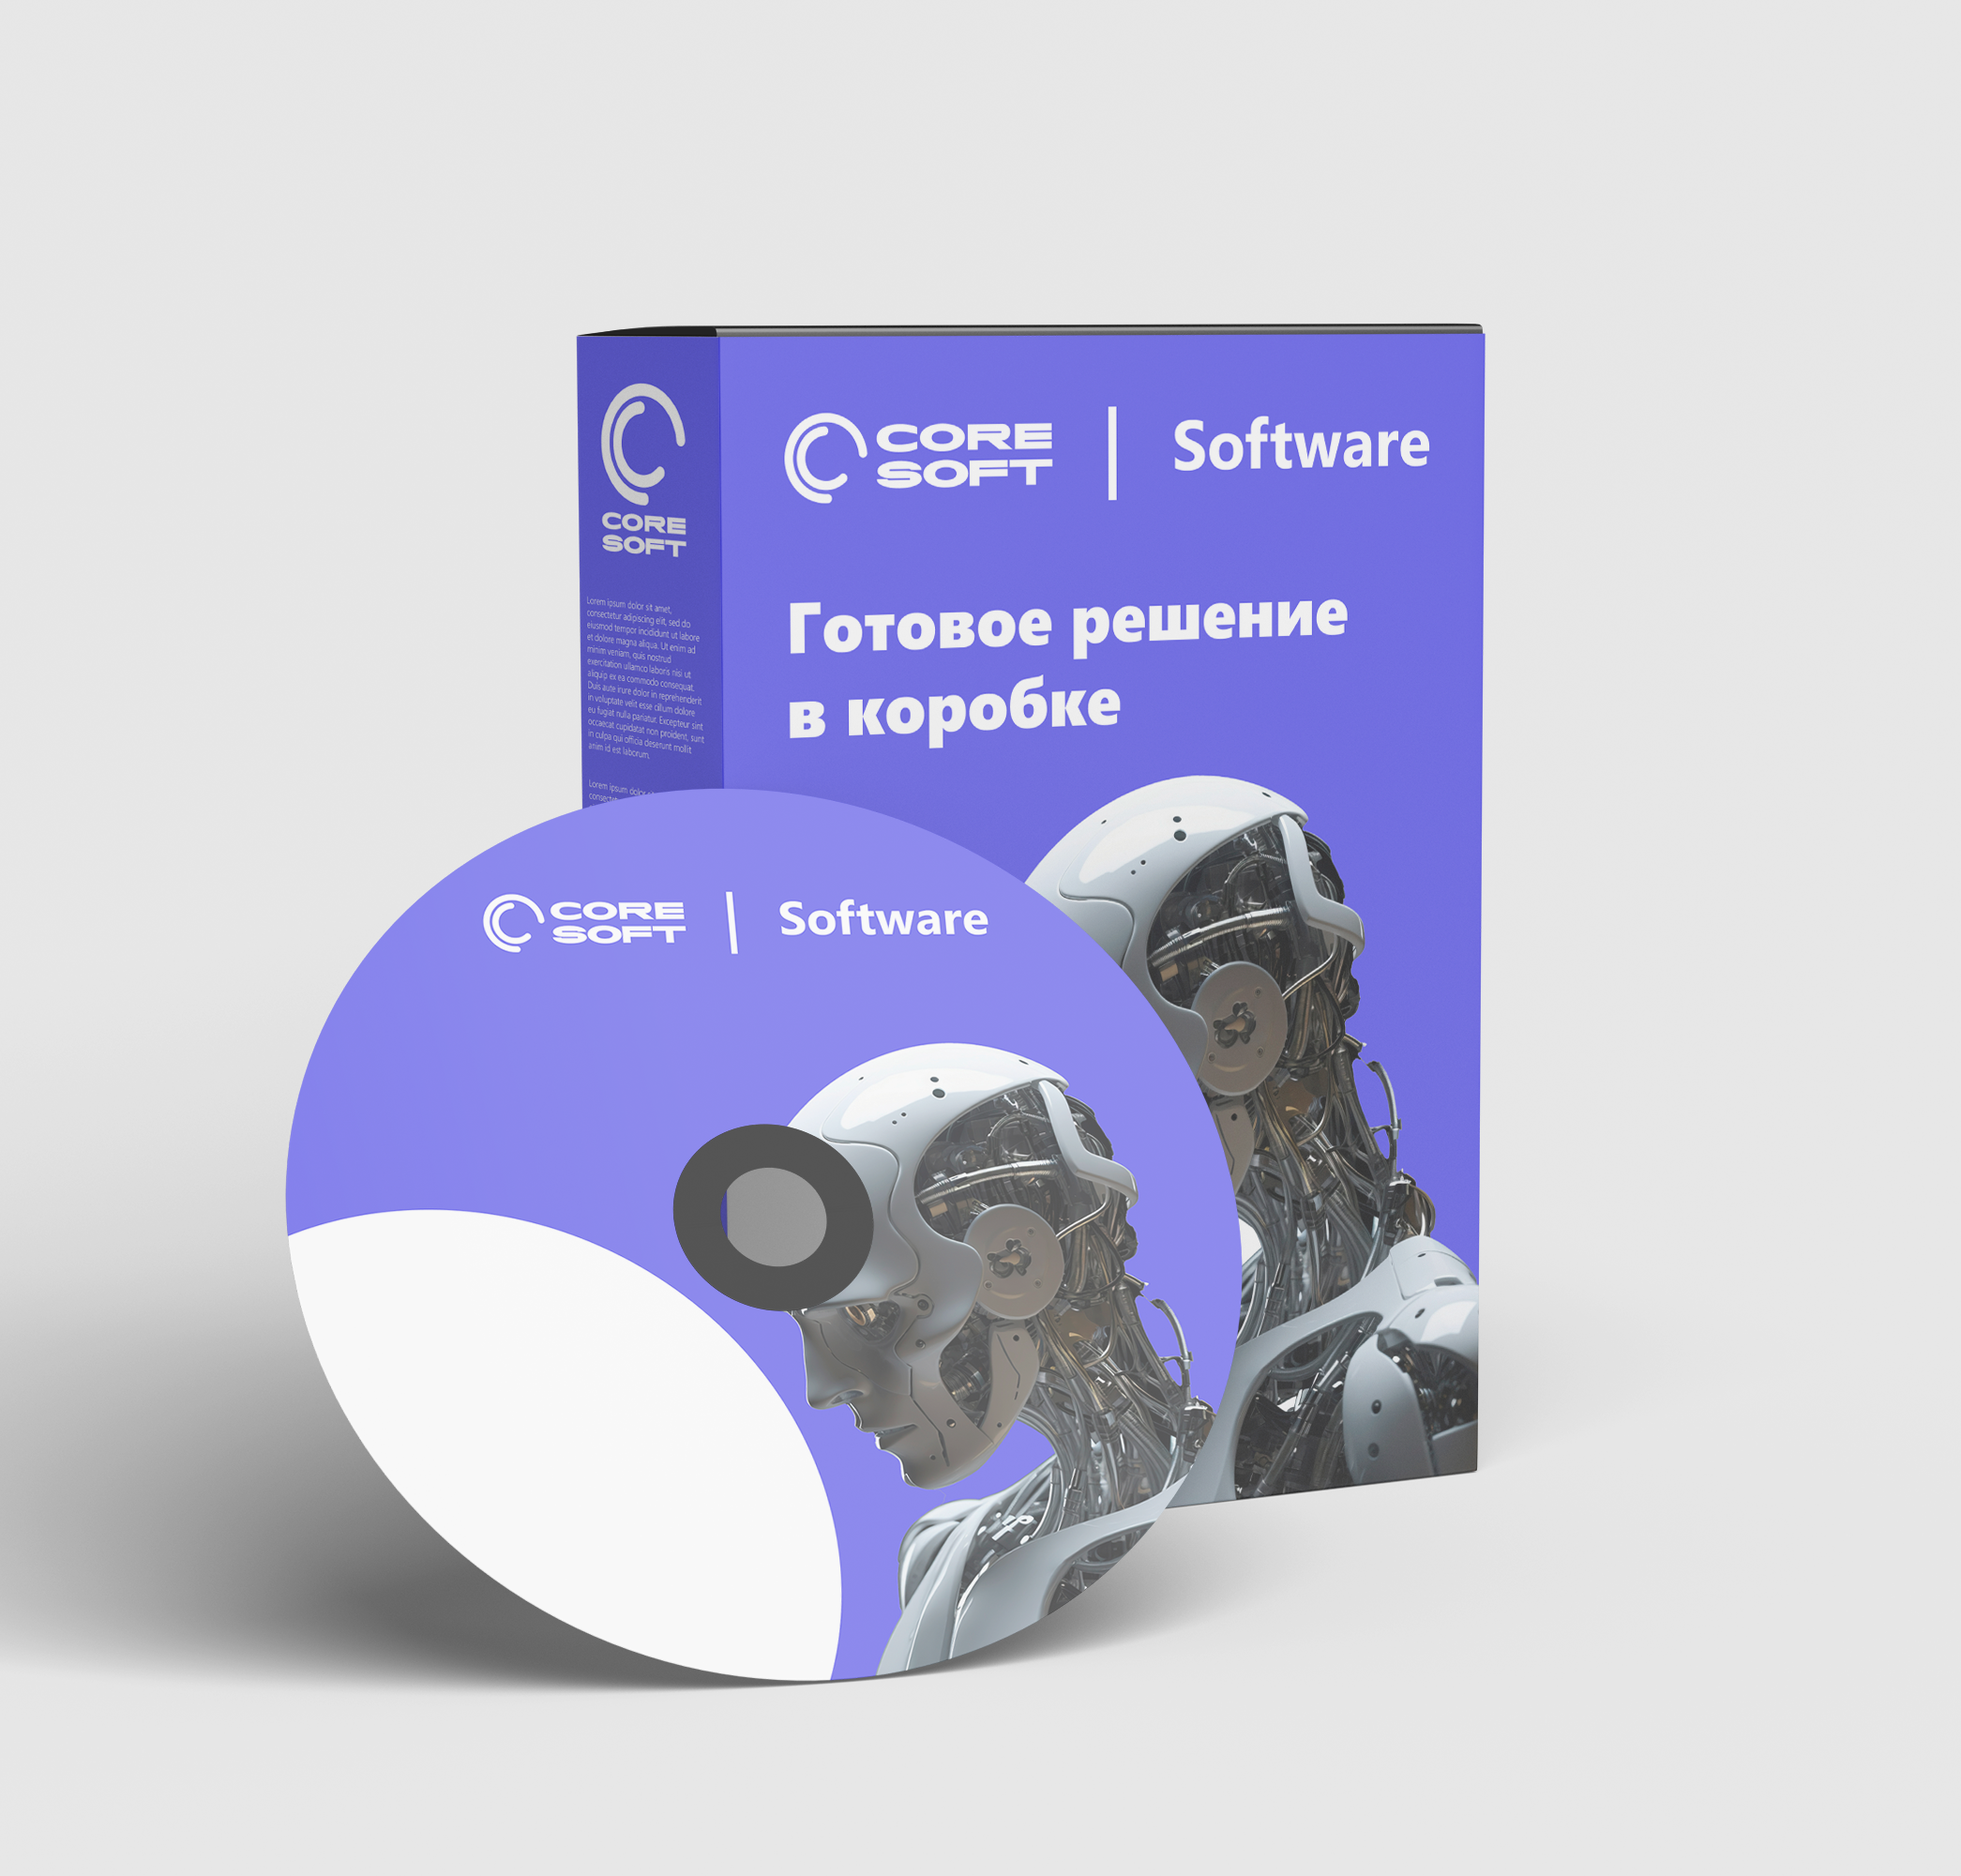 CORE
SOFT
Lorem ipsum dolor sit amet,
consectetur adipiscing elit, sed do
eiusmod tempor incididunt ut labore
et dolore magna aliqua. Ut enim ad
minim veniam, quis nostrud
exercitation ullamco laboris nisi ut
aliquip ex ea commodo consequat.
Duis aute irure dolor in reprehenderit
in voluptate velit esse cillum dolore
eu fugiat nulla pariatur. Excepteur sint
occaecat cupidatat non proident, sunt
in culpa qui officia deserunt mollit
anim id est laborum.
Lorem ipsum dolor
CORE
SOFT
Software
Готовое решение
в коробке
CORE
SOFT
Software